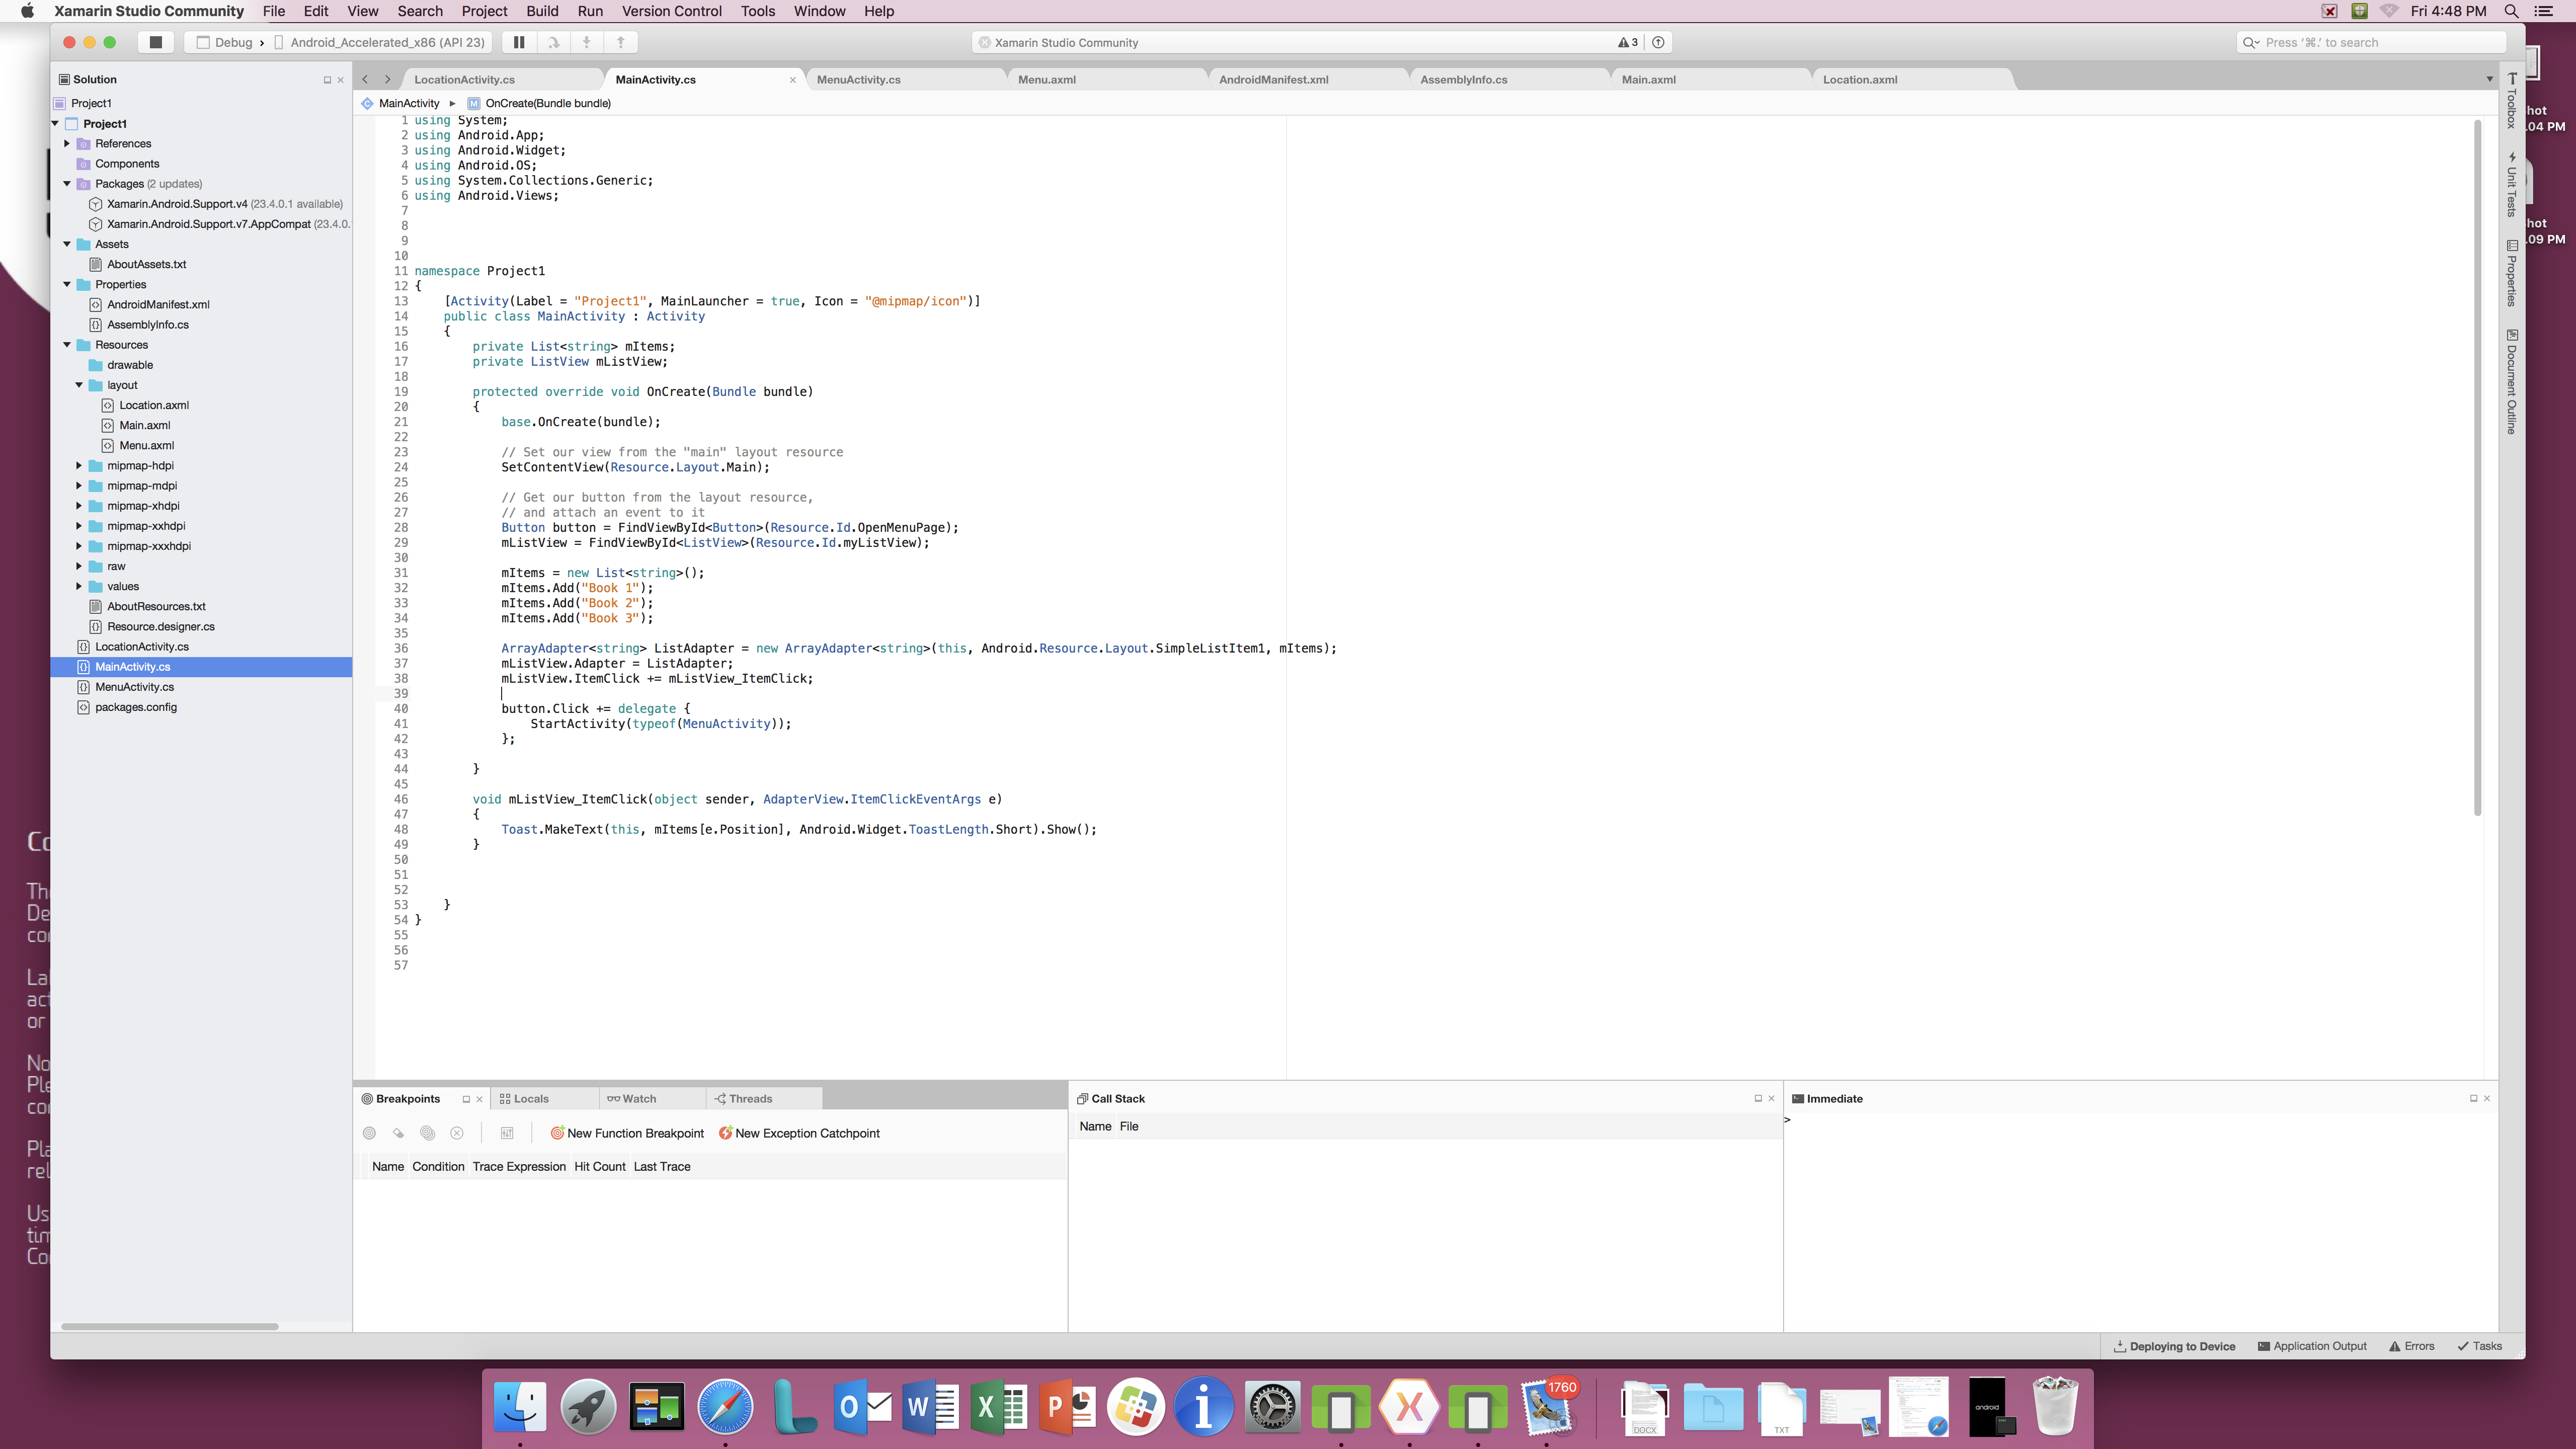 Xamarin Studio Community File Edit View Search Project Build Run Version Control Tools Window Help Fri 4:48 PM
Debug › Android_Accelerated_x86 (API 23) Xamarin Studio Community 3 Press '⌘.' to search
Solution
Project1
Project1
References
Components
Packages (2 updates)
Xamarin.Android.Support.v4 (23.4.0.1 available)
Xamarin.Android.Support.v7.AppCompat (23.4.0.
Assets
AboutAssets.txt
Properties
AndroidManifest.xml
AssemblyInfo.cs
Resources
drawable
layout
Location.axml
Main.axml
Menu.axml
mipmap-hdpi
mipmap-mdpi
mipmap-xhdpi
mipmap-xxhdpi
mipmap-xxxhdpi
raw
values
AboutResources.txt
Resource.designer.cs
LocationActivity.cs
MainActivity.cs
MenuActivity.cs
packages.config
LocationActivity.cs MainActivity.cs MenuActivity.cs Menu.axml AndroidManifest.xml AssemblyInfo.cs Main.axml Location.axml
MainActivity ▸ M OnCreate(Bundle bundle)
1 using System;
2 using Android.App;
3 using Android.Widget;
4 using Android.OS;
5 using System.Collections.Generic;
6 using Android.Views;
7
8
9
10
11 namespace Project1
12 {
13 [Activity(Label = "Project1", MainLauncher = true, Icon = "@mipmap/icon")]
14 public class MainActivity : Activity
15 {
16 private List<string> mItems;
17 private ListView mListView;
18
19 protected override void OnCreate(Bundle bundle)
20 {
21 base.OnCreate(bundle);
22
23 // Set our view from the "main" layout resource
24 SetContentView(Resource.Layout.Main);
25
26 // Get our button from the layout resource,
27 // and attach an event to it
28 Button button = FindViewById<Button>(Resource.Id.OpenMenuPage);
29 mListView = FindViewById<ListView>(Resource.Id.myListView);
30
31 mItems = new List<string>();
32 mItems.Add("Book 1");
33 mItems.Add("Book 2");
34 mItems.Add("Book 3");
35
36 ArrayAdapter<string> ListAdapter = new ArrayAdapter<string>(this, Android.Resource.Layout.SimpleListItem1, mItems);
37 mListView.Adapter = ListAdapter;
38 mListView.ItemClick += mListView_ItemClick;
39
40 button.Click += delegate {
41 StartActivity(typeof(MenuActivity));
42 };
43
44 }
45
46 void mListView_ItemClick(object sender, AdapterView.ItemClickEventArgs e)
47 {
48 Toast.MakeText(this, mItems[e.Position], Android.Widget.ToastLength.Short).Show();
49 }
50
51
52
53 }
54 }
55
56
57
Toolbox
Unit Tests
Properties
Document Outline
hot
.04 PM
hot
.09 PM
Breakpoints Locals Watch Threads
New Function Breakpoint New Exception Catchpoint
Name Condition Trace Expression Hit Count Last Trace
Call Stack
Name File
Immediate
>
Deploying to Device Application Output Errors Tasks
1760
DOCX
TXT
android